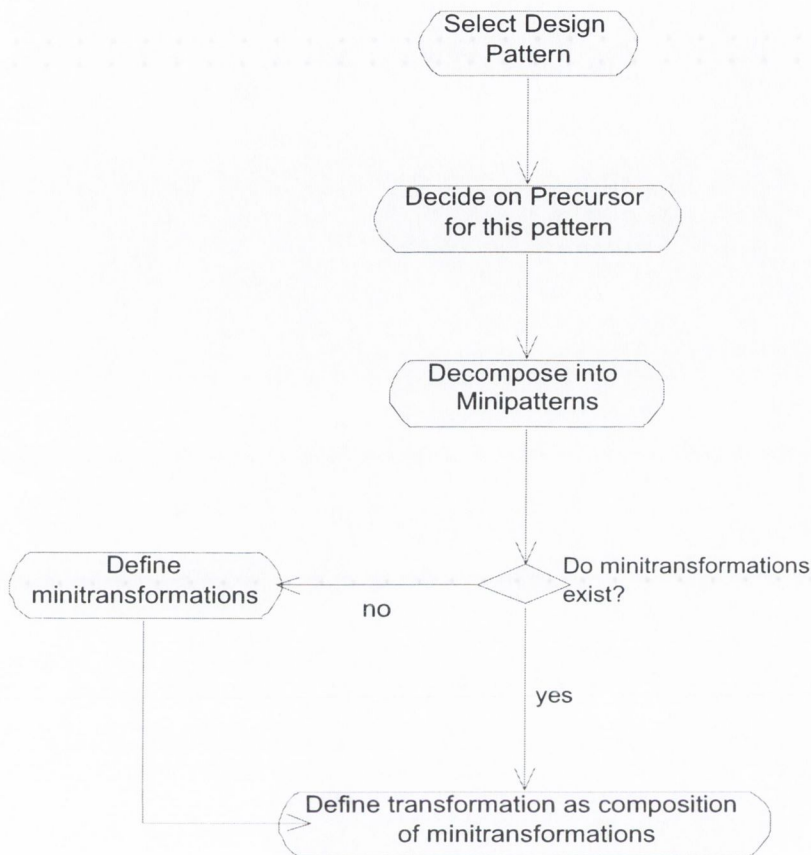 Select Design
Pattern
Decide on Precursor
for this pattern
Decompose into
Minipatterns
Do minitransformations
exist?
Define
minitransformations
no
yes
Define transformation as composition
of minitransformations